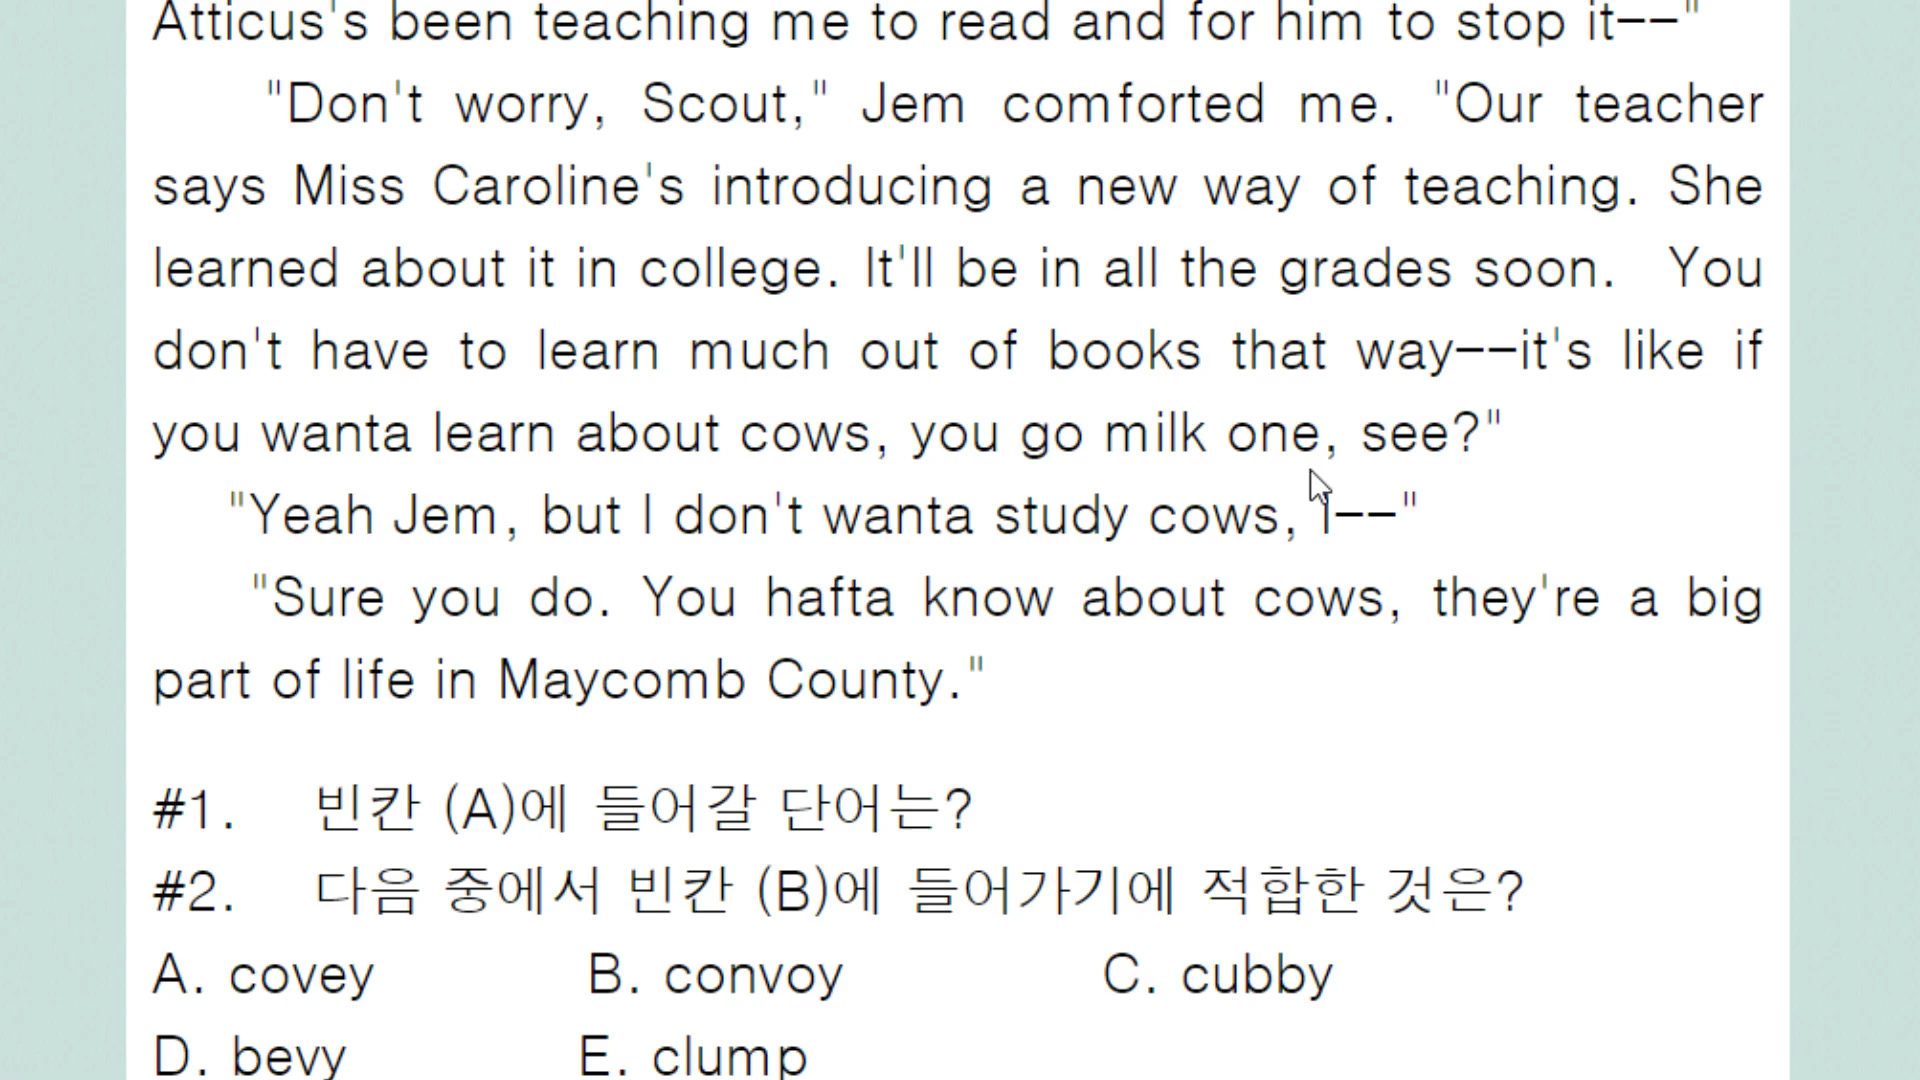 Atticus's been teaching me to read and for him to stop it--"
"Don't worry, Scout," Jem comforted me. "Our teacher
says Miss Caroline's introducing a new way of teaching. She
learned about it in college. It'll be in all the grades soon. You
don't have to learn much out of books that way--it's like if
you wanta learn about cows, you go milk one, see?"
"Yeah Jem, but I don't wanta study cows, I--"
"Sure you do. You hafta know about cows, they're a big
part of life in Maycomb County."
#1. 빈칸 (A)에 들어갈 단어는?
#2. 다음 중에서 빈칸 (B)에 들어가기에 적합한 것은?
A. covey B. convoy C. cubby
D. bevy E. clump